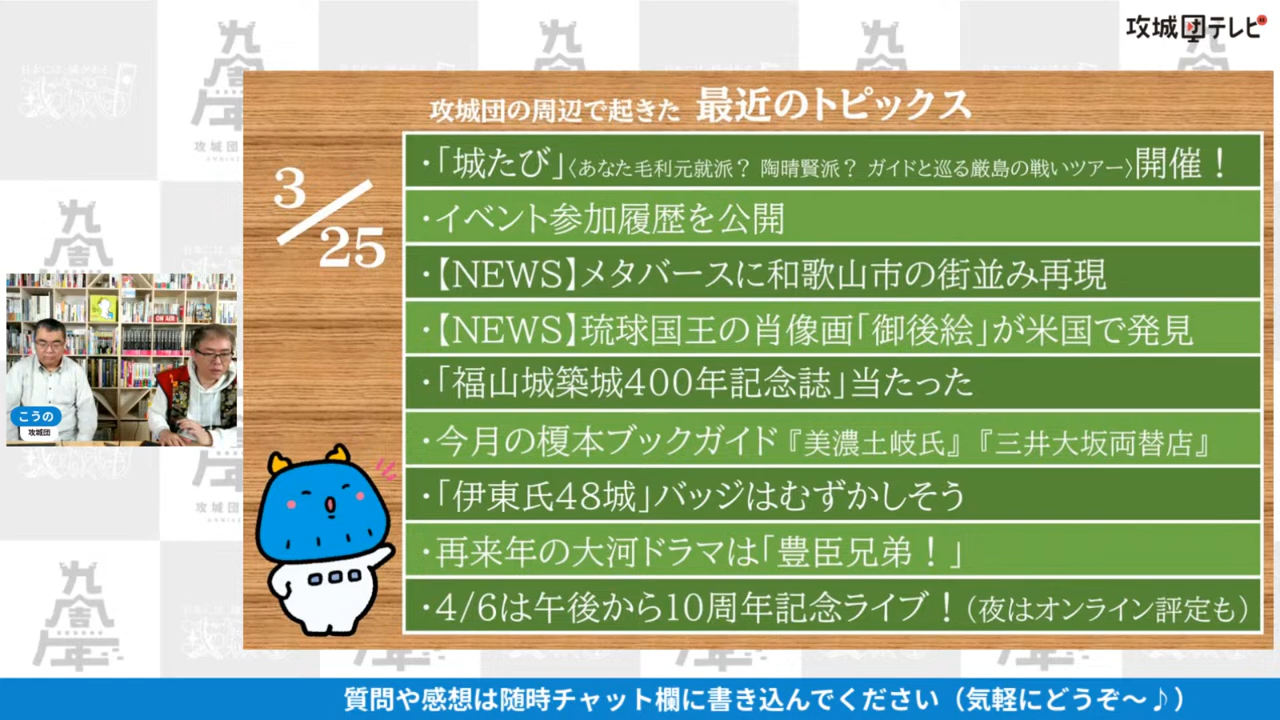 攻城団テレビ
攻城団の周辺で起きた 最近のトピックス
3/25
・「城たび」〈あなた毛利元就派？ 陶晴賢派？ ガイドと巡る厳島の戦いツアー〉開催！
・イベント参加履歴を公開
・【NEWS】メタバースに和歌山市の街並み再現
・【NEWS】琉球国王の肖像画「御後絵」が米国で発見
・「福山城築城400年記念誌」当たった
・今月の榎本ブックガイド『美濃土岐氏』『三井大坂両替店』
・「伊東氏48城」バッジはむずかしそう
・再来年の大河ドラマは「豊臣兄弟！」
・4/6は午後から10周年記念ライブ！（夜はオンライン評定も）
ON AIR
こうの
攻城団
質問や感想は随時チャット欄に書き込んでください（気軽にどうぞ〜♪）